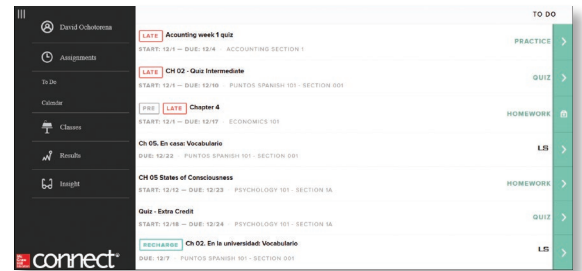 TO DO
David Ochotorena
Assignments
To Do
Calendar
Classes
Results
Insight
connect®
LATE Acounting week 1 quiz
START: 12/1 — DUE: 12/4 · ACCOUNTING SECTION 1
PRACTICE
LATE CH 02 - Quiz Intermediate
START: 12/1 — DUE: 12/10 · PUNTOS SPANISH 101 - SECTION 001
QUIZ
PRE LATE Chapter 4
START: 12/1 — DUE: 12/17 · ECONOMICS 101
HOMEWORK
Ch 05. En casa: Vocabulario
DUE: 12/22 · PUNTOS SPANISH 101 - SECTION 001
LS
CH 05 States of Consciousness
START: 12/12 — DUE: 12/23 · PSYCHOLOGY 101 - SECTION 1A
HOMEWORK
Quiz - Extra Credit
START: 12/16 — DUE: 12/24 · PSYCHOLOGY 101 - SECTION 1A
QUIZ
RECHARGE Ch 02. En la universidad: Vocabulario
DUE: 12/7 · PUNTOS SPANISH 101 - SECTION 001
LS